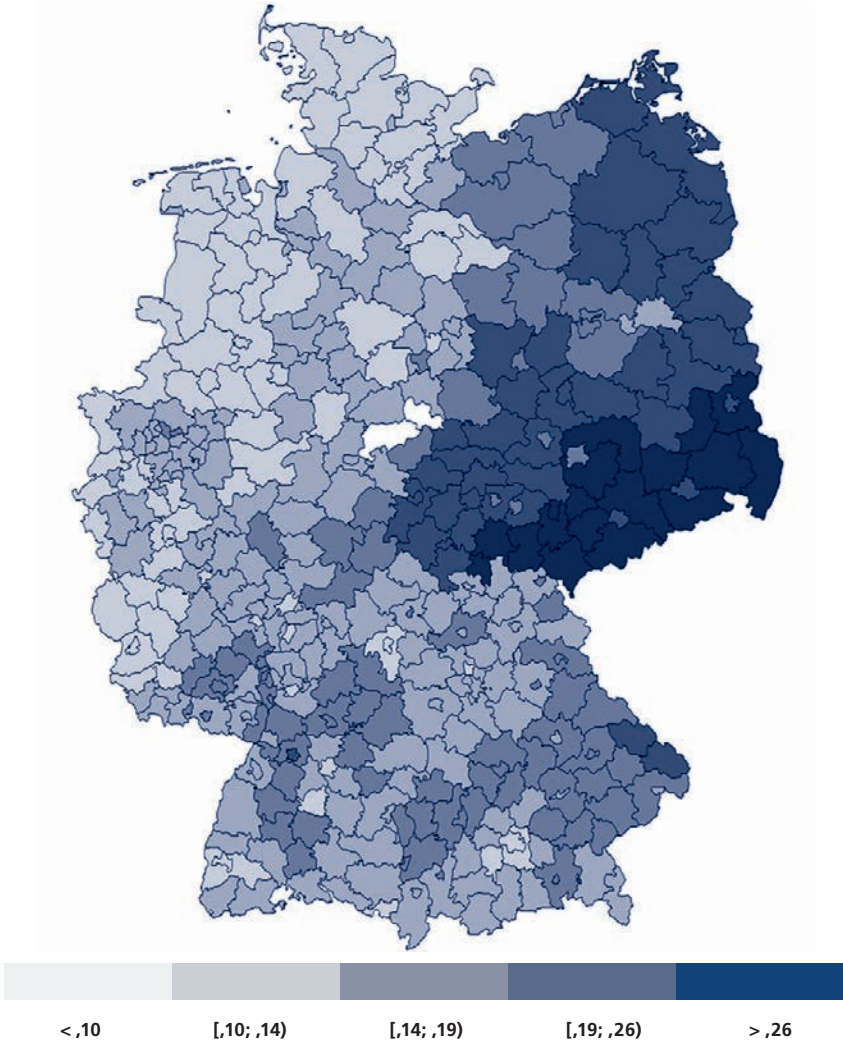 < ,10 [,10; ,14) [,14; ,19) [,19; ,26) > ,26